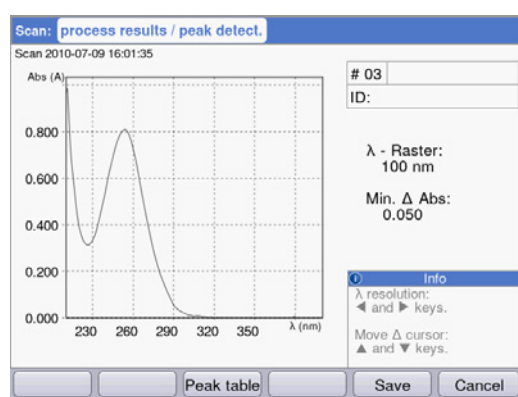 Scan: process results / peak detect.
Scan 2010-07-09 16:01:35
Abs (A)
0.800
0.600
0.400
0.200
0.000
230 260 290 320 350 λ (nm)
# 03
ID:
λ - Raster:
100 nm
Min. Δ Abs:
0.050
i Info
λ resolution:
◀ and ▶ keys.
Move Δ cursor:
▲ and ▼ keys.
Peak table Save Cancel